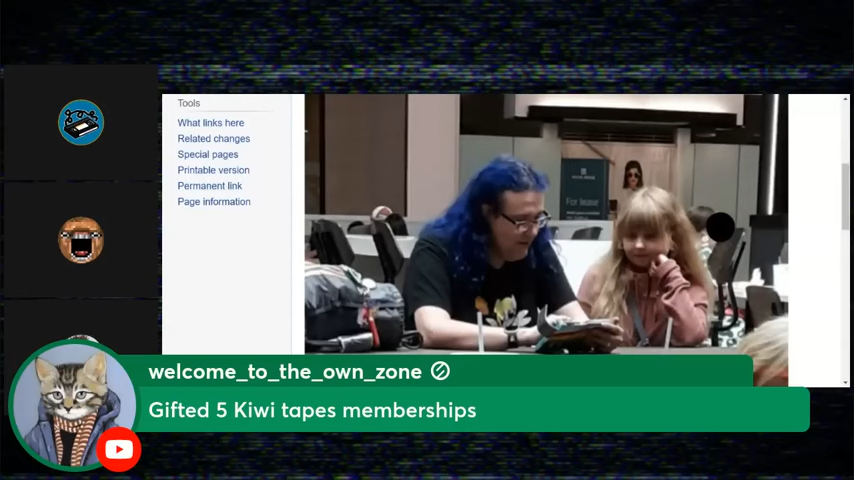 Tools
What links here
Related changes
Special pages
Printable version
Permanent link
Page information
For lease
welcome_to_the_own_zone
Gifted 5 Kiwi tapes memberships